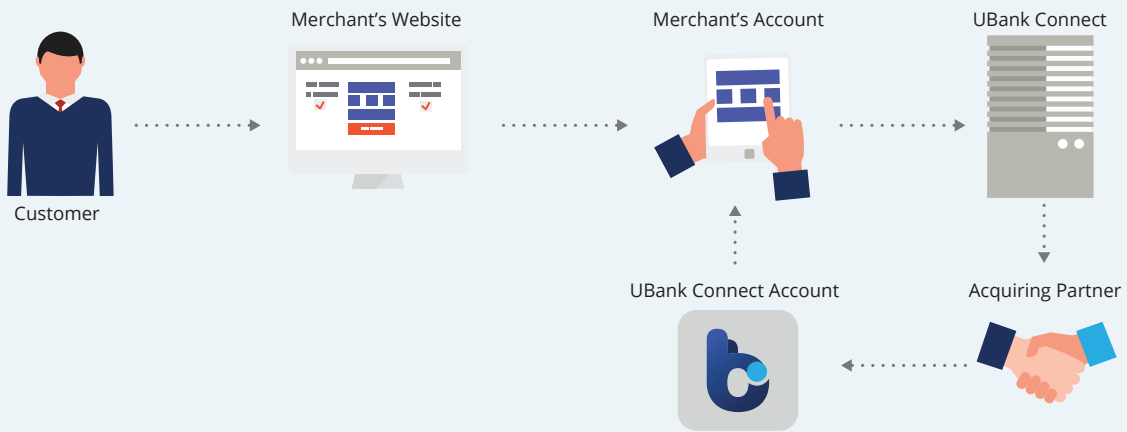 Merchant’s Website
Merchant’s Account
UBank Connect
Customer
UBank Connect Account
Acquiring Partner